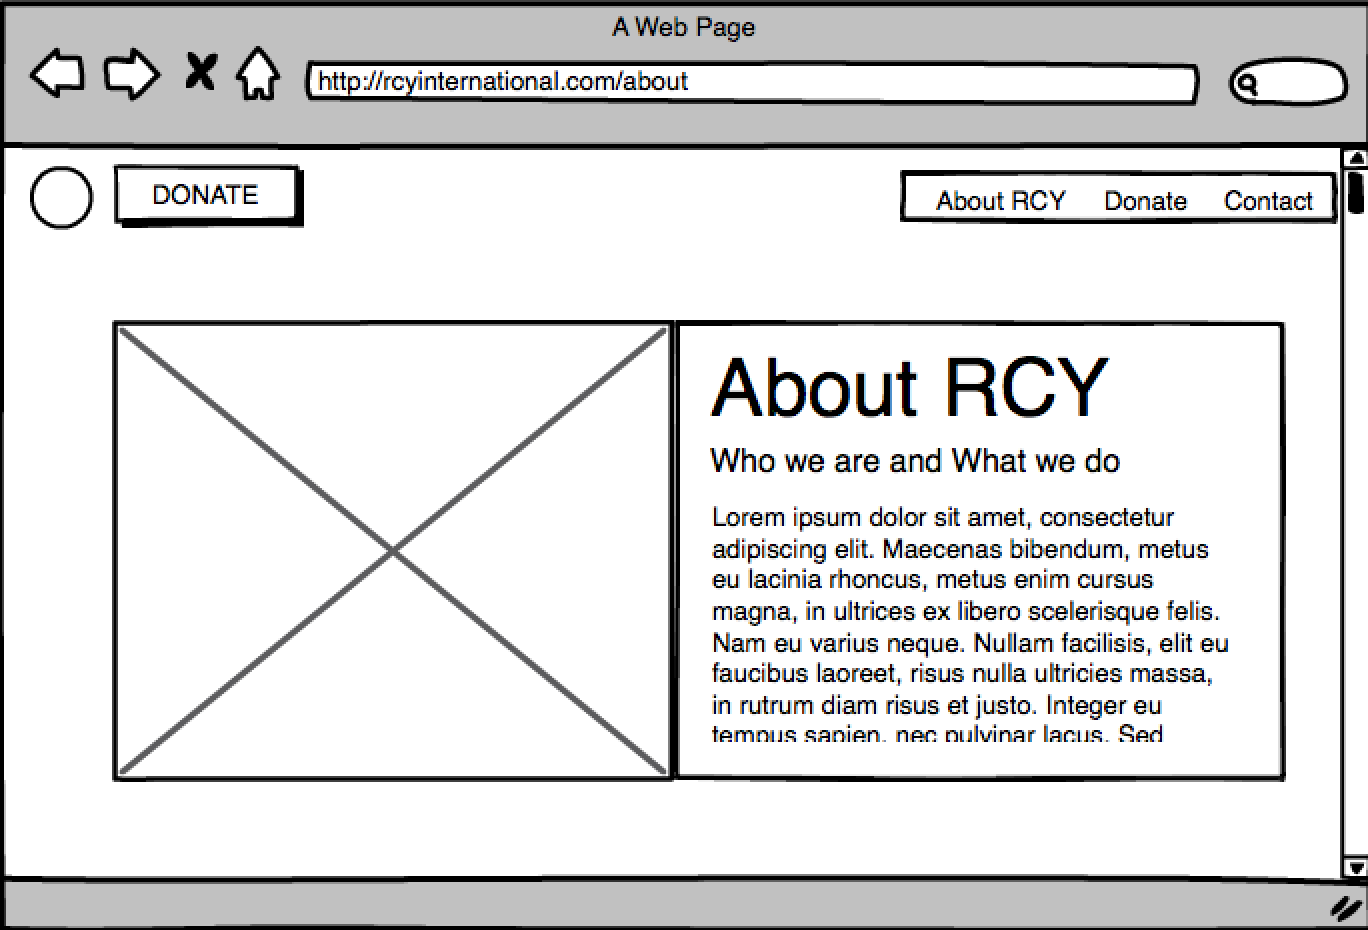 A Web Page
http://rcyinternational.com/about
DONATE
About RCY Donate Contact
About RCY
Who we are and What we do
Lorem ipsum dolor sit amet, consectetur
adipiscing elit. Maecenas bibendum, metus
eu lacinia rhoncus, metus enim cursus
magna, in ultrices ex libero scelerisque felis.
Nam eu varius neque. Nullam facilisis, elit eu
faucibus laoreet, risus nulla ultricies massa,
in rutrum diam risus et justo. Integer eu
tempus sapien, nec pulvinar lacus. Sed